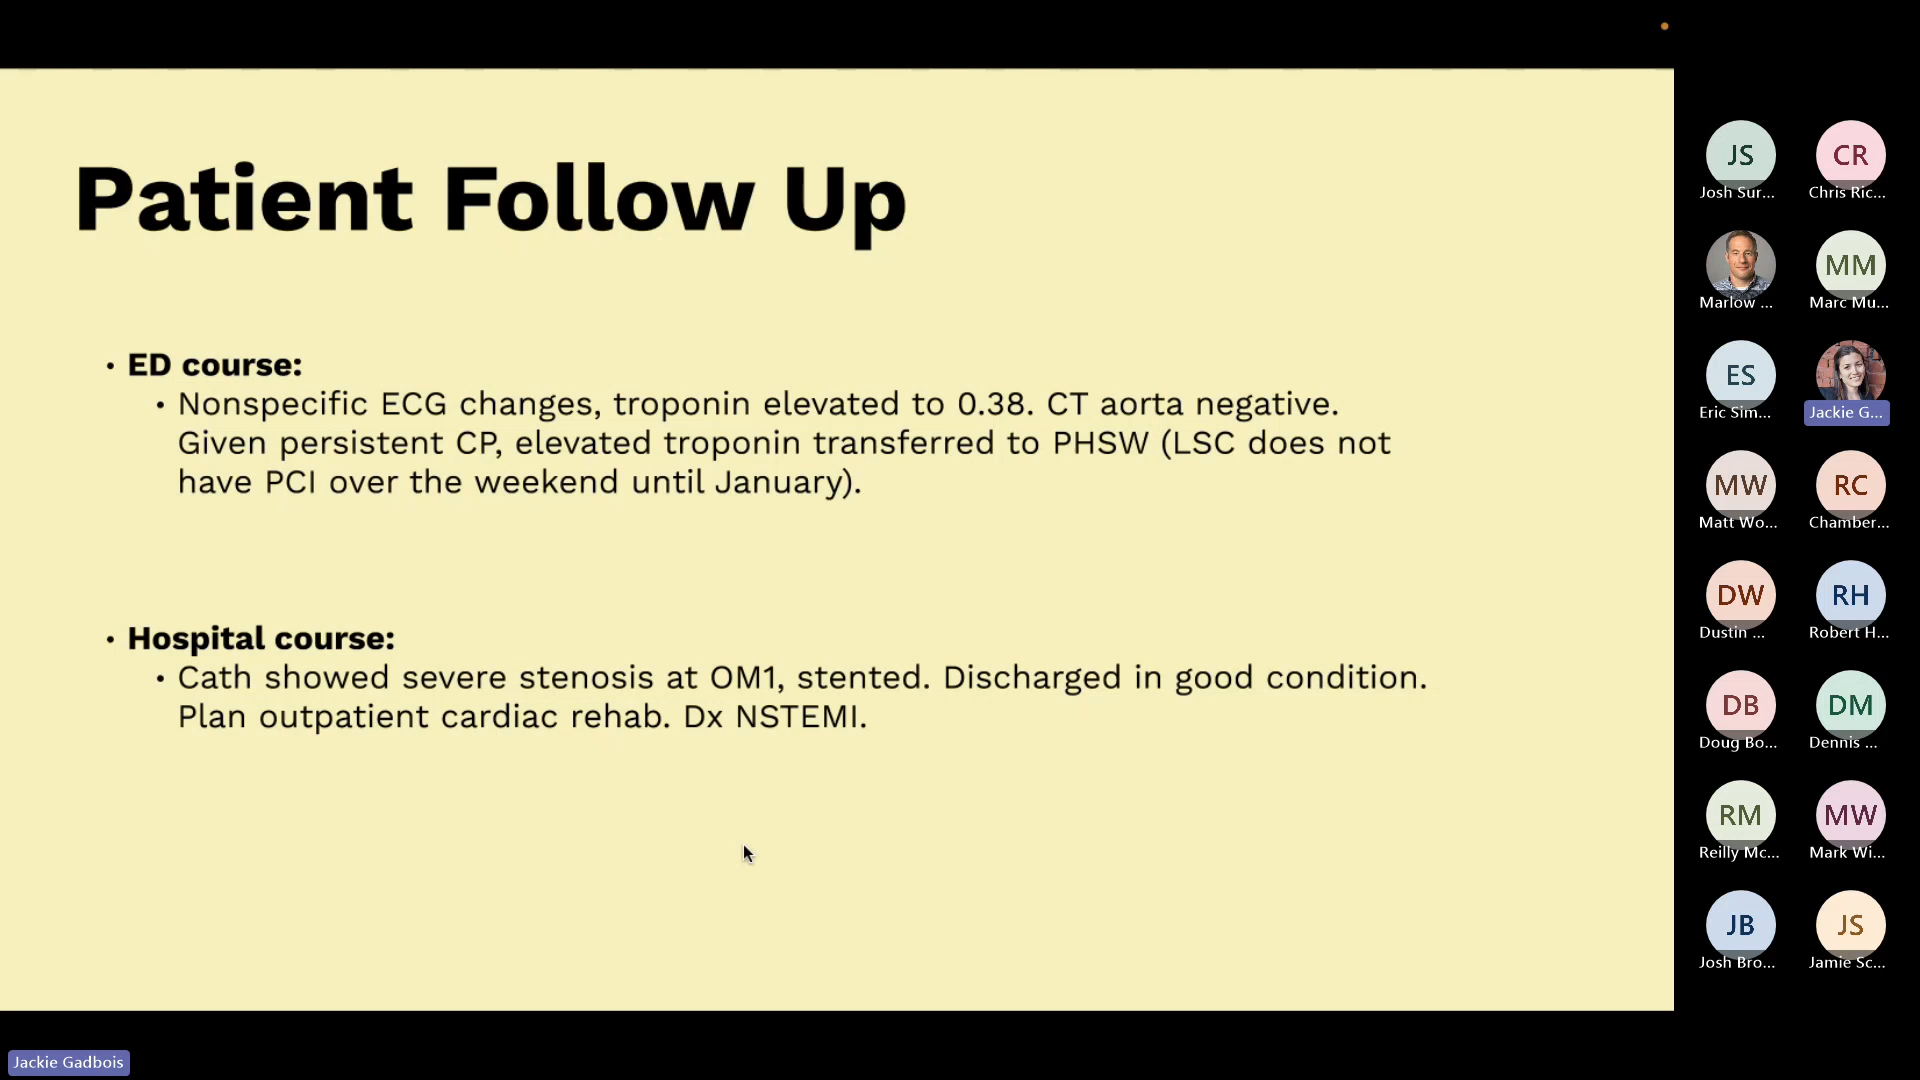 Patient Follow Up
• ED course:
• Nonspecific ECG changes, troponin elevated to 0.38. CT aorta negative.
Given persistent CP, elevated troponin transferred to PHSW (LSC does not
have PCI over the weekend until January).
• Hospital course:
• Cath showed severe stenosis at OM1, stented. Discharged in good condition.
Plan outpatient cardiac rehab. Dx NSTEMI.
JS
Josh Sur...
CR
Chris Ric...
Marlow ...
MM
Marc Mu...
ES
Eric Sim...
Jackie G...
MW
Matt Wo...
RC
Chamber...
DW
Dustin ...
RH
Robert H...
DB
Doug Bo...
DM
Dennis ...
RM
Reilly Mc...
MW
Mark Wi...
JB
Josh Bro...
JS
Jamie Sc...
Jackie Gadbois